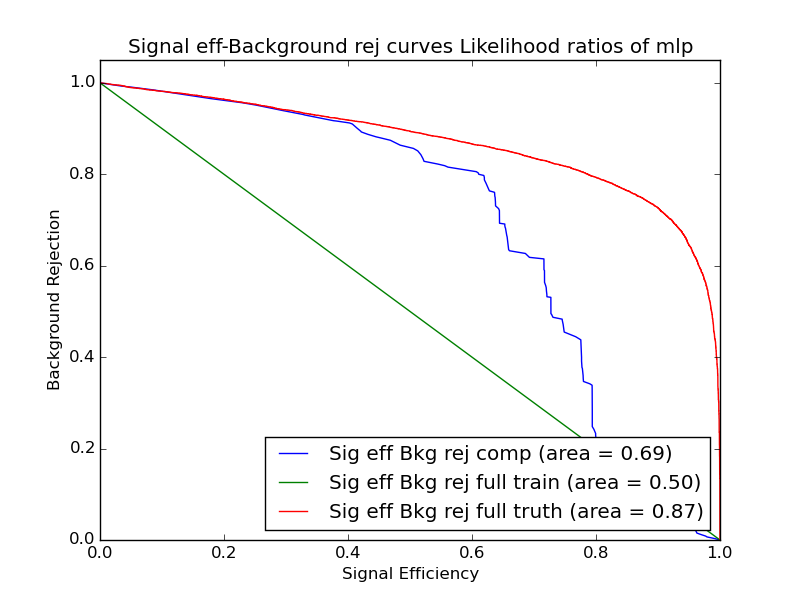 Signal eff-Background rej curves Likelihood ratios of mlp
1.0
0.8
0.6
0.4
0.2
0.0
Background Rejection
Sig eff Bkg rej comp (area = 0.69)
Sig eff Bkg rej full train (area = 0.50)
Sig eff Bkg rej full truth (area = 0.87)
0.0 0.2 0.4 0.6 0.8 1.0
Signal Efficiency